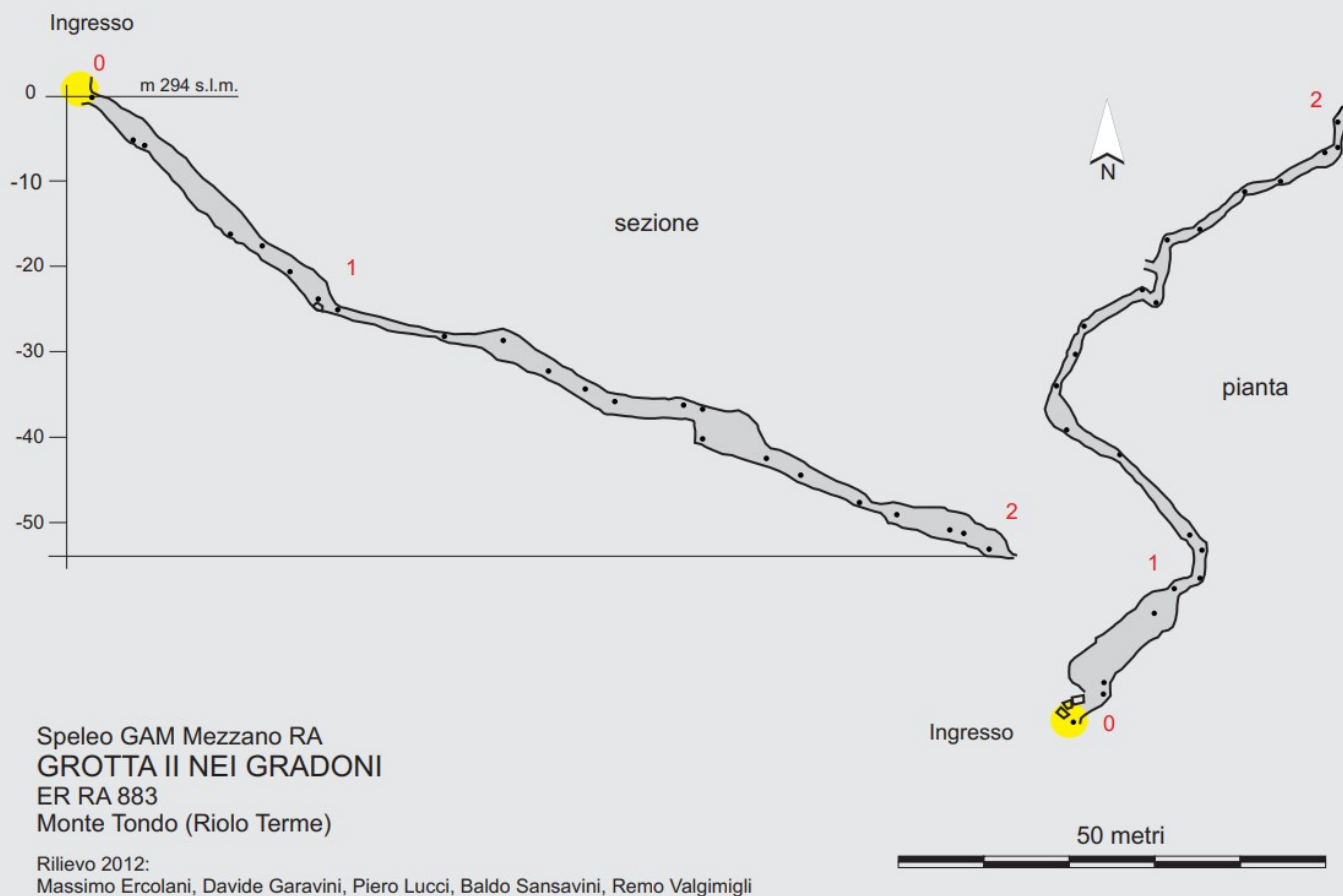 Ingresso
0
m 294 s.l.m.
0
-10
-20
-30
-40
-50
1
2
sezione
2
N
pianta
1
0
Ingresso
Speleo GAM Mezzano RA
GROTTA II NEI GRADONI
ER RA 883
Monte Tondo (Riolo Terme)
Rilievo 2012:
Massimo Ercolani, Davide Garavini, Piero Lucci, Baldo Sansavini, Remo Valgimigli
50 metri